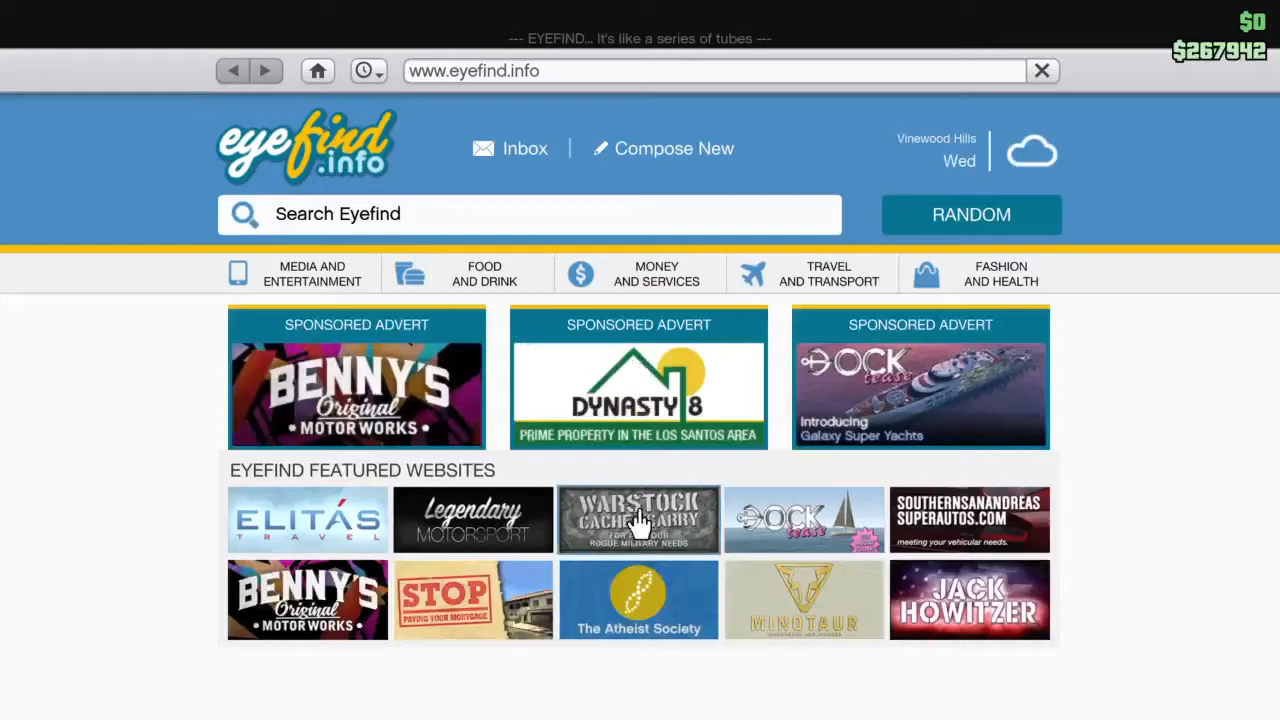 $0
--- EYEFIND... It's like a series of tubes ---
$267942
www.eyefind.info
eyefind
.info
Inbox
Compose New
Vinewood Hills
Wed
Search Eyefind
RANDOM
MEDIA AND
ENTERTAINMENT
FOOD
AND DRINK
MONEY
AND SERVICES
TRAVEL
AND TRANSPORT
FASHION
AND HEALTH
SPONSORED ADVERT
BENNY'S
Original
MOTOR WORKS
SPONSORED ADVERT
DYNASTY 8
PRIME PROPERTY IN THE LOS SANTOS AREA
SPONSORED ADVERT
DOCK
tease
Introducing
Galaxy Super Yachts
EYEFIND FEATURED WEBSITES
ELITÁS
TRAVEL
Legendary
MOTORSPORT
WARSTOCK
CACHE
CARRY
ROGUE MILITARY NEEDS
DOCK
tease
SOUTHERNSANANDREAS
SUPERAUTOS.COM
meeting your vehicular needs.
BENNY'S
Original
MOTOR WORKS
STOP
PAYING YOUR MORTGAGE
The Atheist Society
MINOTAUR
JACK
HOWITZER